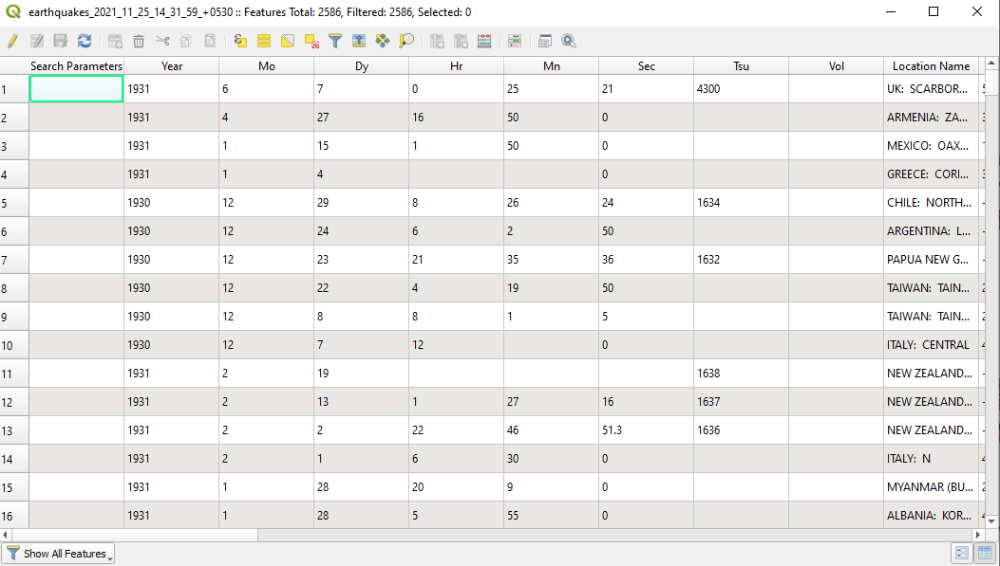 earthquakes_2021_11_25_14_31_59_+0530 :: Features Total: 2586, Filtered: 2586, Selected: 0
Search Parameters Year Mo Dy Hr Mn Sec Tsu Vol Location Name
1 1931 6 7 0 25 21 4300 UK: SCARBOR...
2 1931 4 27 16 50 0 ARMENIA: ZA...
3 1931 1 15 1 50 0 MEXICO: OAX...
4 1931 1 4 0 GREECE: CORI...
5 1930 12 29 8 26 24 1634 CHILE: NORTH...
6 1930 12 24 6 2 50 ARGENTINA: L...
7 1930 12 23 21 35 36 1632 PAPUA NEW G...
8 1930 12 22 4 19 50 TAIWAN: TAIN...
9 1930 12 8 8 1 5 TAIWAN: TAIN...
10 1930 12 7 12 0 ITALY: CENTRAL
11 1931 2 19 1638 NEW ZEALAND...
12 1931 2 13 1 27 16 1637 NEW ZEALAND...
13 1931 2 2 22 46 51.3 1636 NEW ZEALAND...
14 1931 2 1 6 30 0 ITALY: N
15 1931 1 28 20 9 0 MYANMAR (BU...
16 1931 1 28 5 55 0 ALBANIA: KOR...
Show All Features